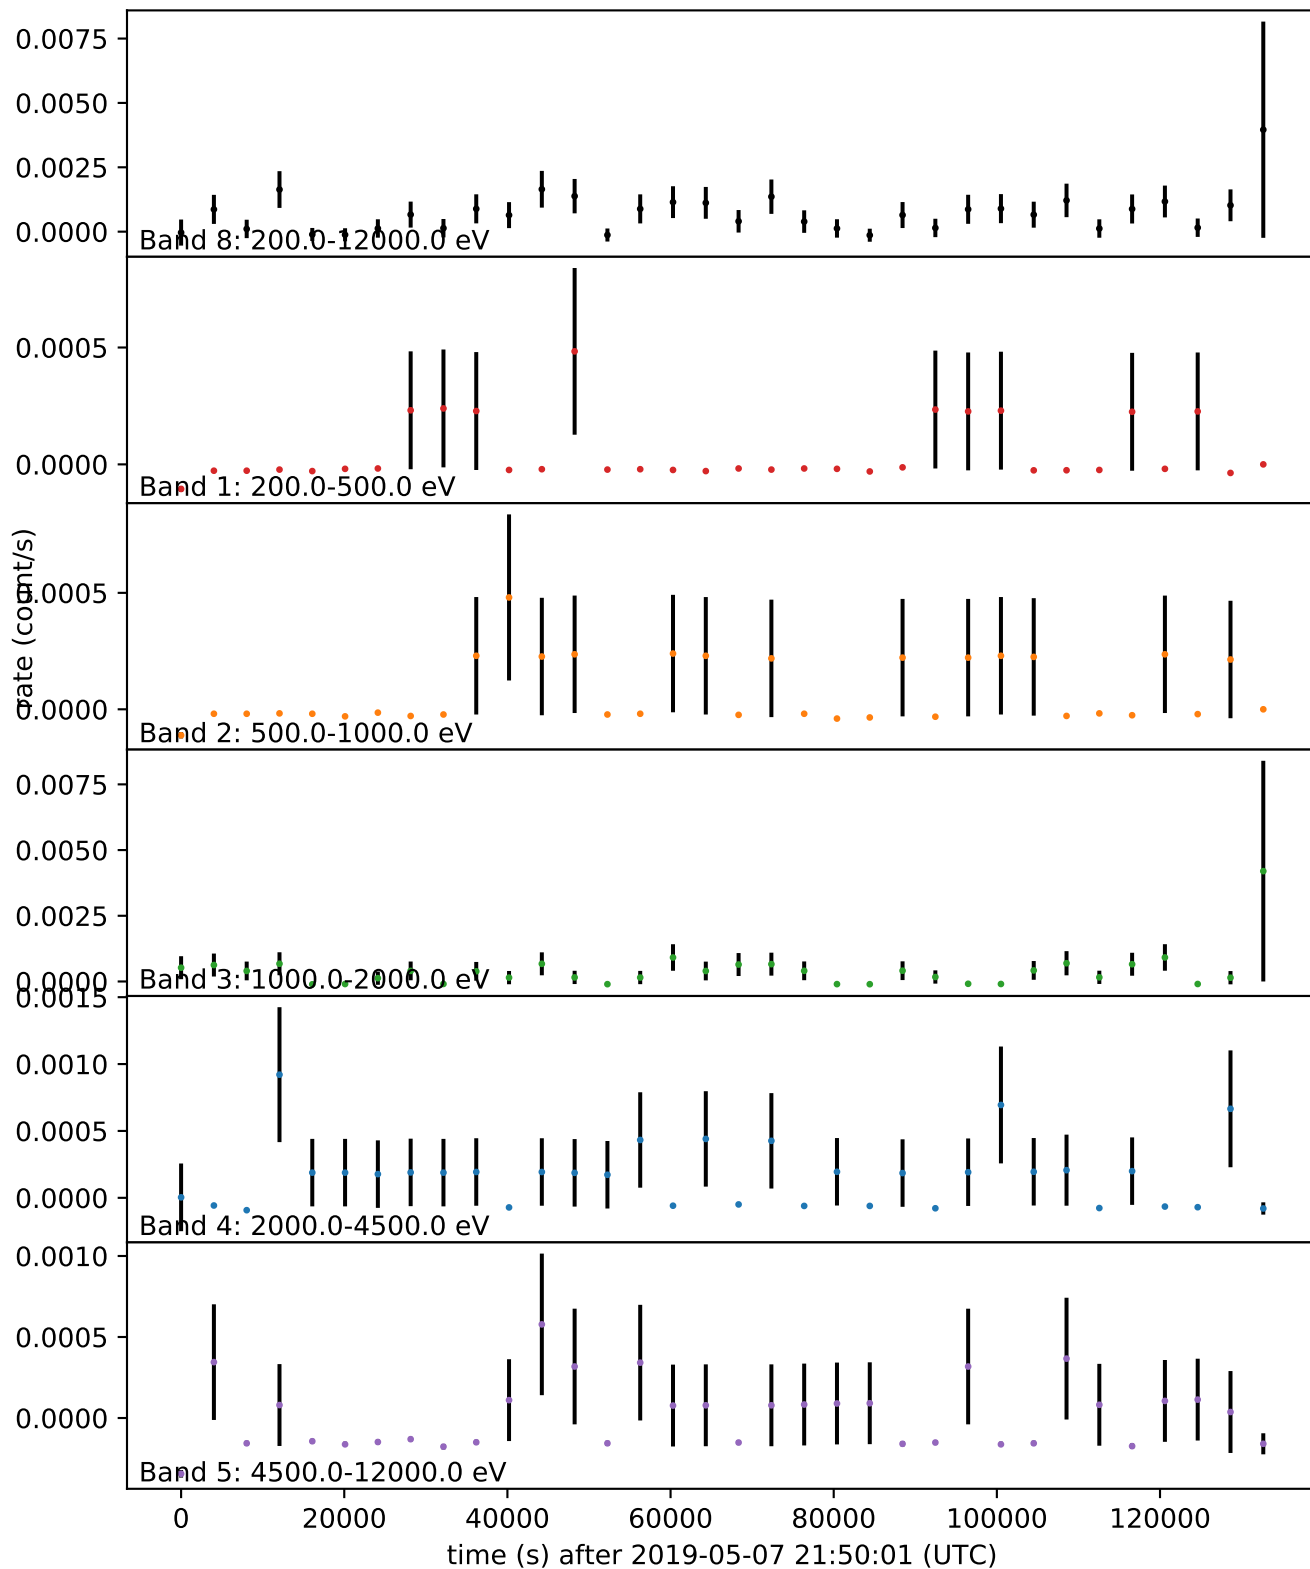 0.0075
0.0050
0.0025
0.0000
Band 8: 200.0-12000.0 eV
0.0005
0.0000
Band 1: 200.0-500.0 eV
rate (count/s)
0.0005
0.0000
Band 2: 500.0-1000.0 eV
0.0075
0.0050
0.0025
0.0000
Band 3: 1000.0-2000.0 eV
0.0015
0.0010
0.0005
0.0000
Band 4: 2000.0-4500.0 eV
0.0010
0.0005
0.0000
Band 5: 4500.0-12000.0 eV
0 20000 40000 60000 80000 100000 120000
time (s) after 2019-05-07 21:50:01 (UTC)